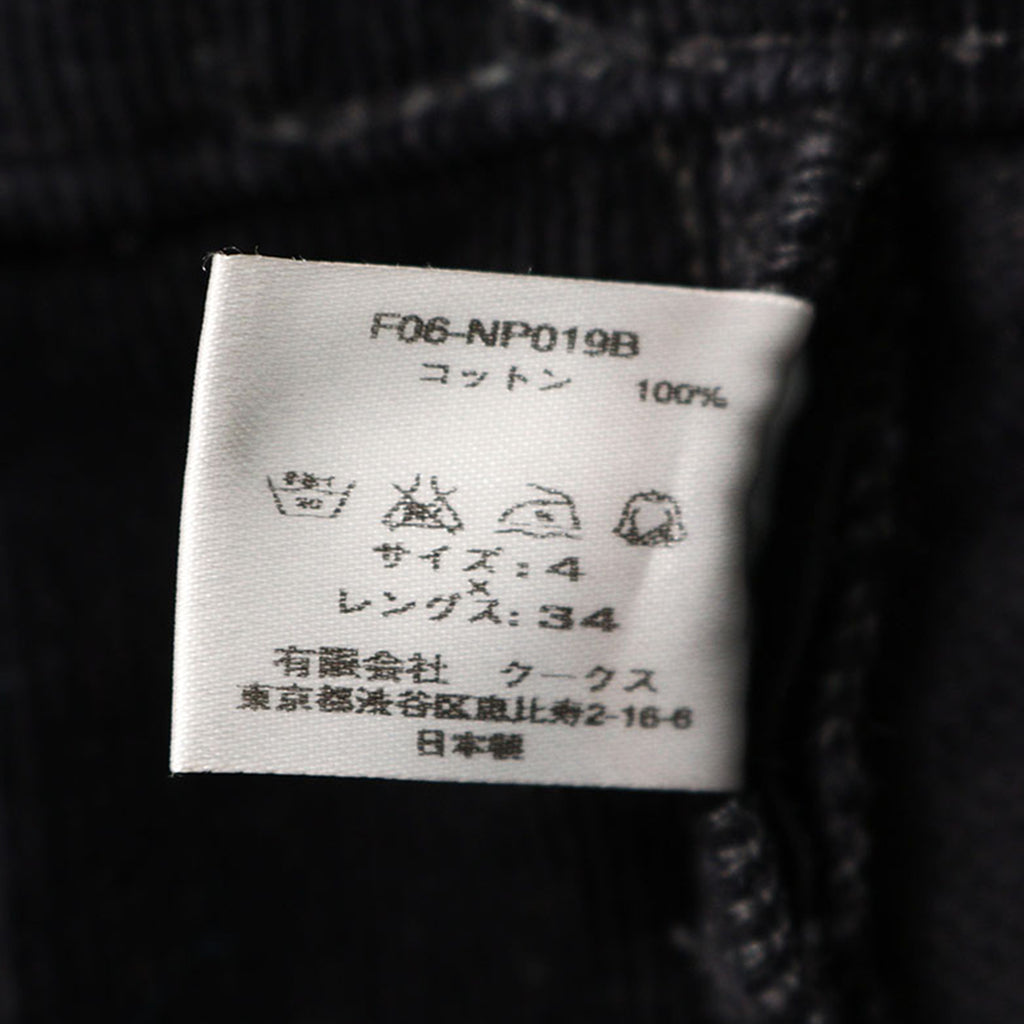 F06-NP019B
コットン 100%
サイズ: 4
×
レングス: 34
有限会社 クークス
東京都渋谷区恵比寿2-16-6
日本製